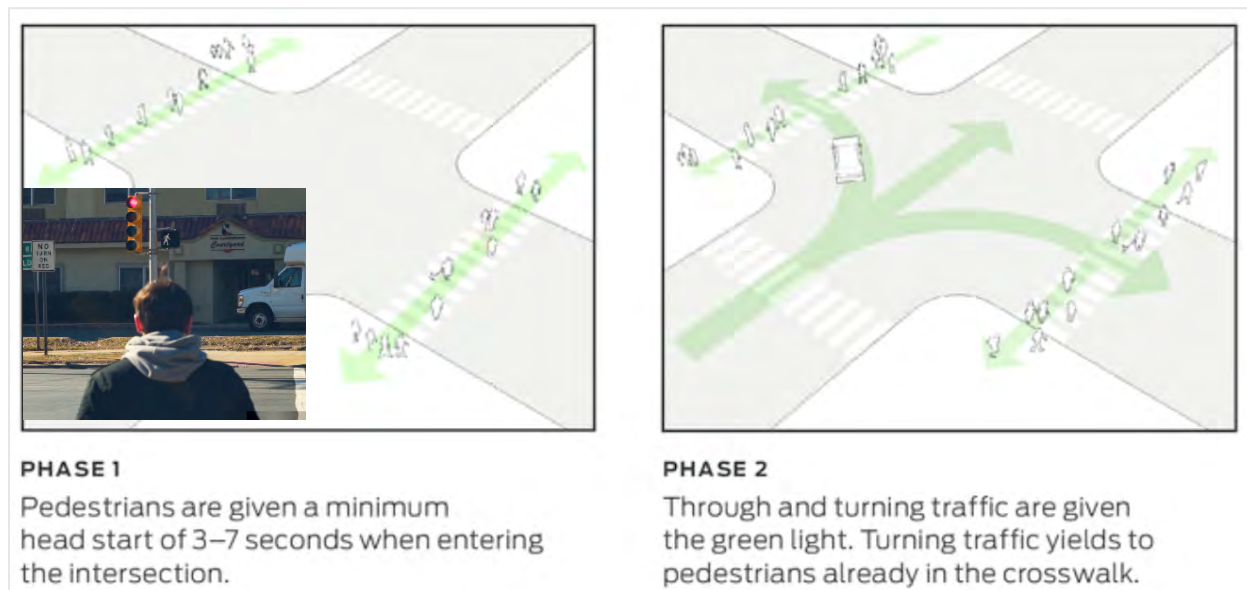 NO
TURN
ON
RED
Courtyard
PHASE 1
Pedestrians are given a minimum
head start of 3–7 seconds when entering
the intersection.
PHASE 2
Through and turning traffic are given
the green light. Turning traffic yields to
pedestrians already in the crosswalk.